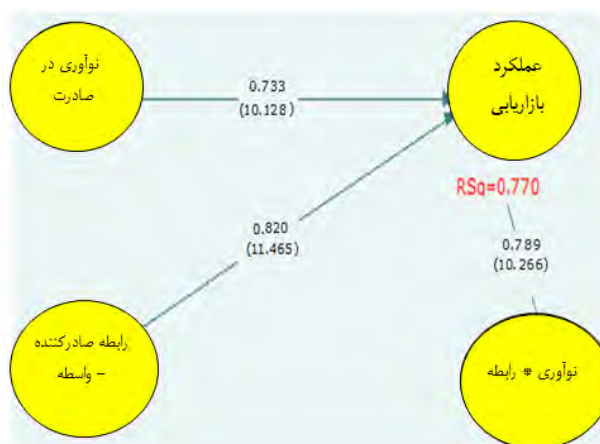 نوآوری در
صادرت
عملکرد
بازاریابی
0.733
(10.128)
RSq=0.770
0.820
(11.465)
0.789
(10.266)
رابطه صادرکننده
– واسطه
نوآوری * رابطه